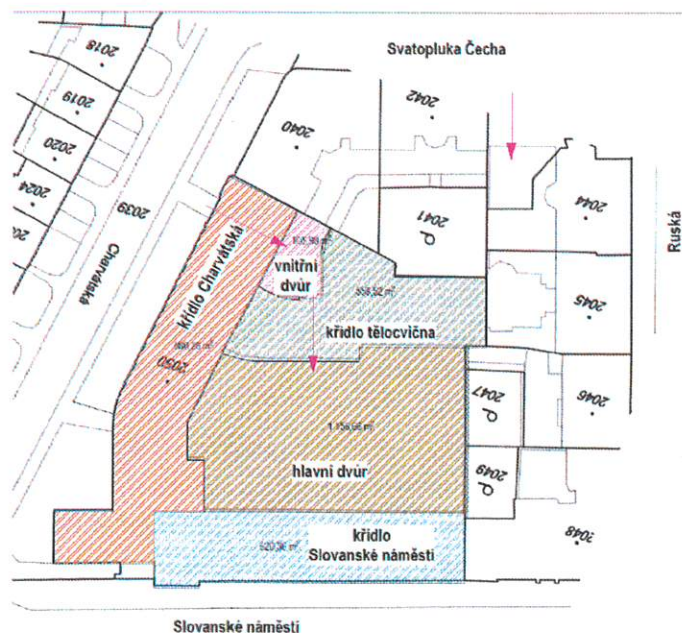 Svatopluka Čecha
2018
2042
2019
2040
2020
2024
2039
2041
2044
Charvátská
Ruská
křídlo Charvátská
vnitřní
dvůr
křídlo tělocvična
2045
2050
2047
2046
hlavní dvůr
2049
křídlo
Slovanské náměstí
2048
Slovanské náměstí